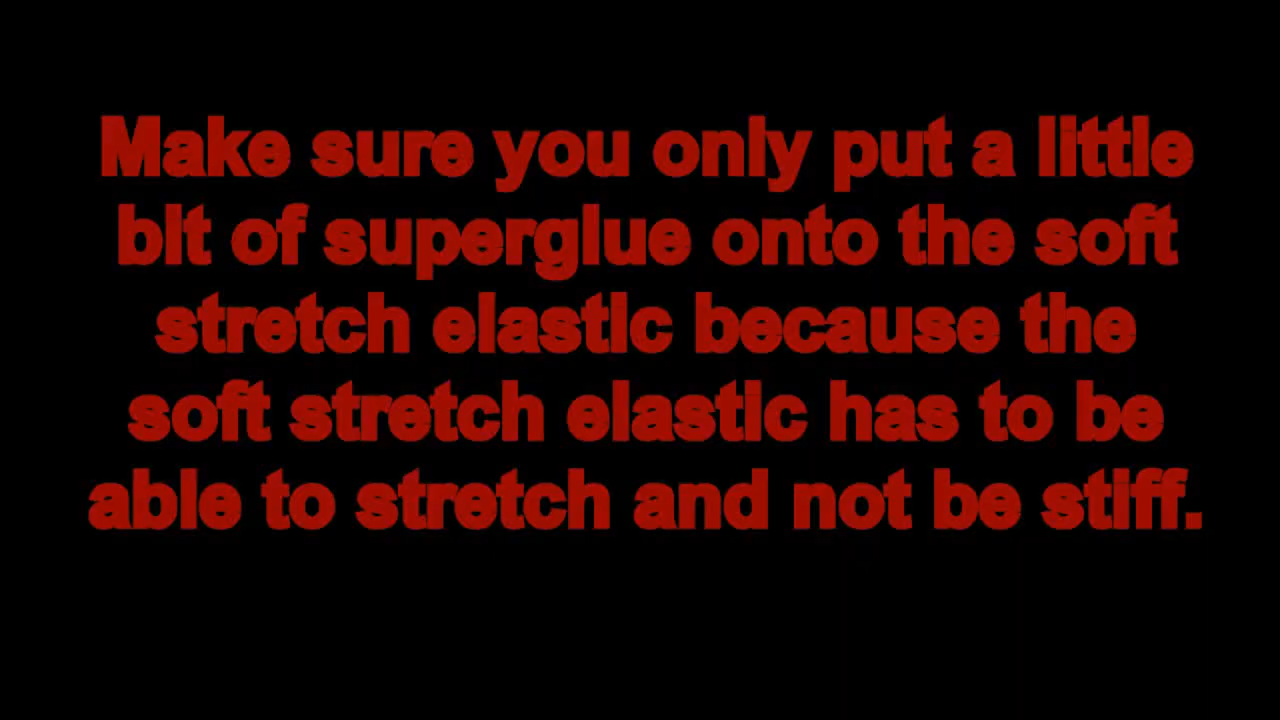 Make sure you only put a little
bit of superglue onto the soft
stretch elastic because the
soft stretch elastic has to be
able to stretch and not be stiff.